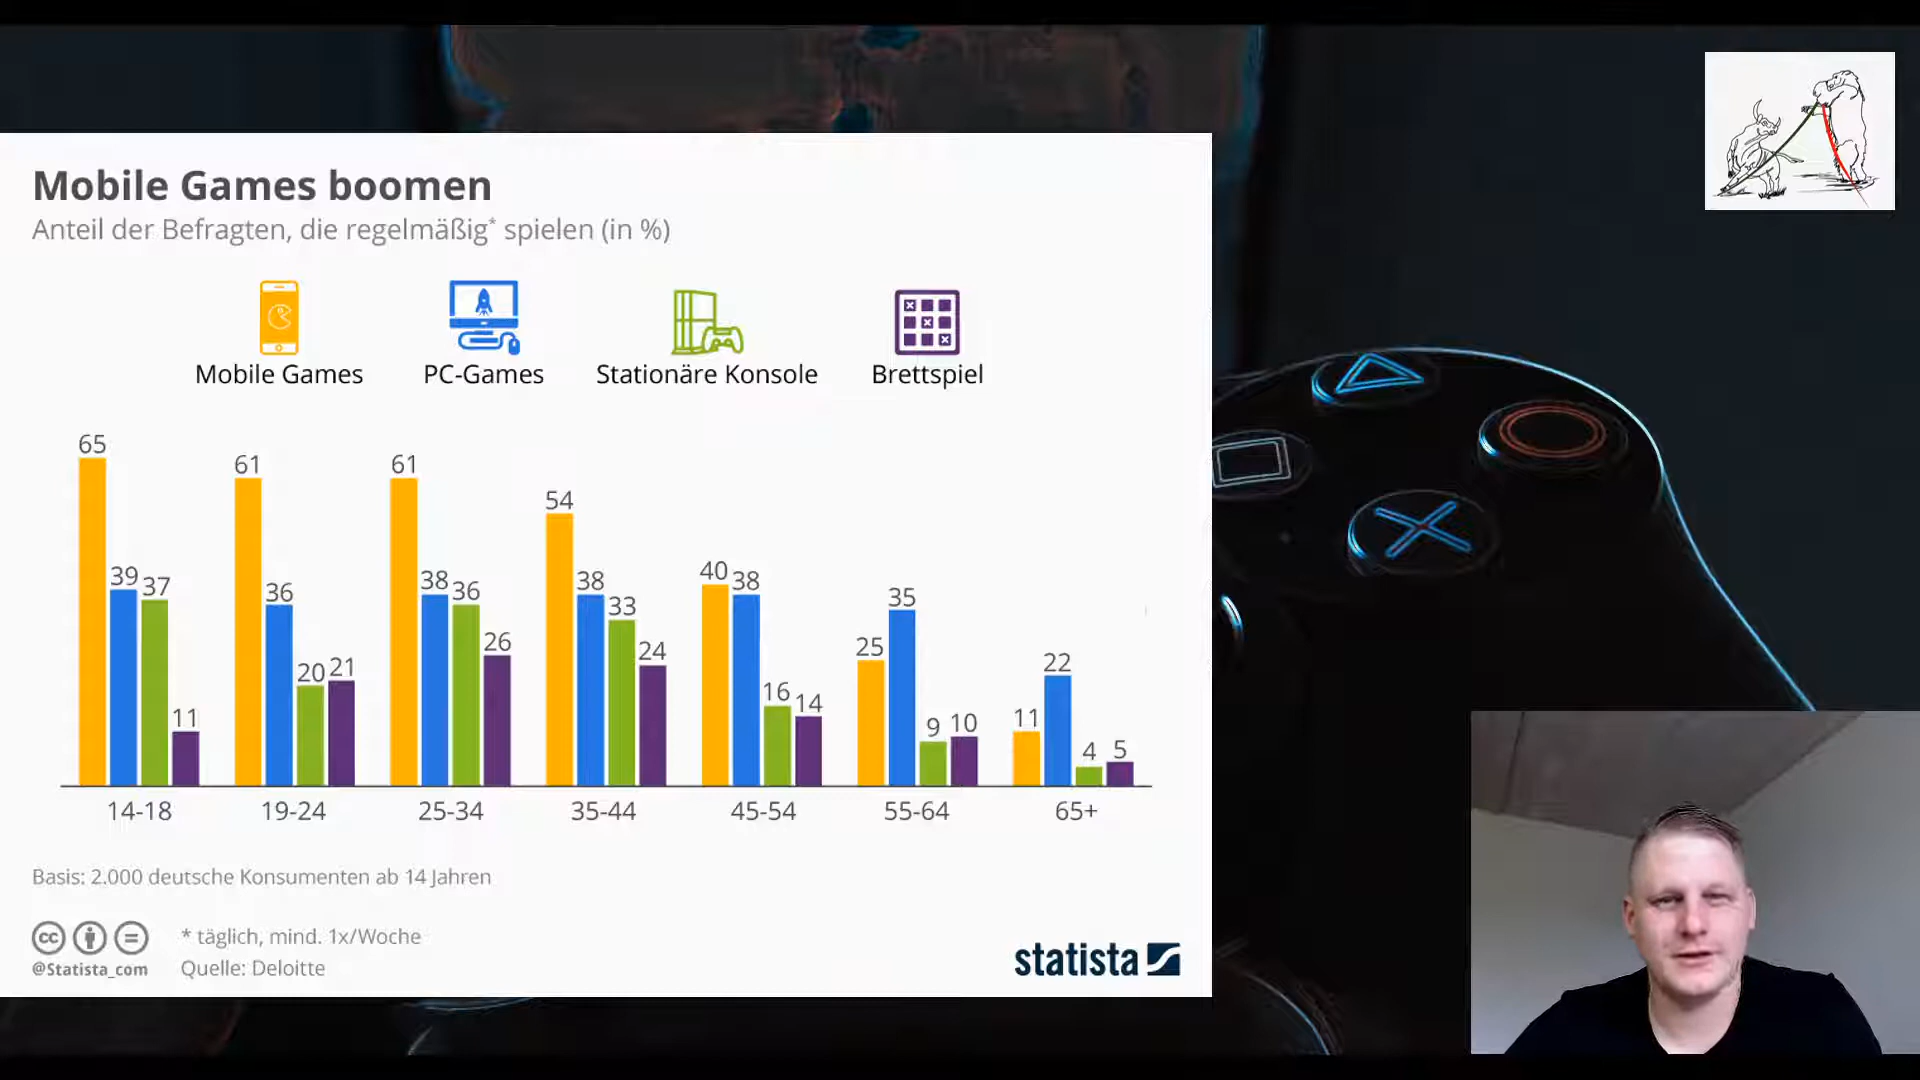 Mobile Games boomen
Anteil der Befragten, die regelmäßig* spielen (in %)
Mobile Games PC-Games Stationäre Konsole Brettspiel
65 39 37 11
61 36 20 21
61 38 36 26
54 38 33 24
40 38 16 14
25 35 9 10
11 22 4 5
14-18 19-24 25-34 35-44 45-54 55-64 65+
Basis: 2.000 deutsche Konsumenten ab 14 Jahren
cc
@Statista_com
* täglich, mind. 1x/Woche
Quelle: Deloitte
statista